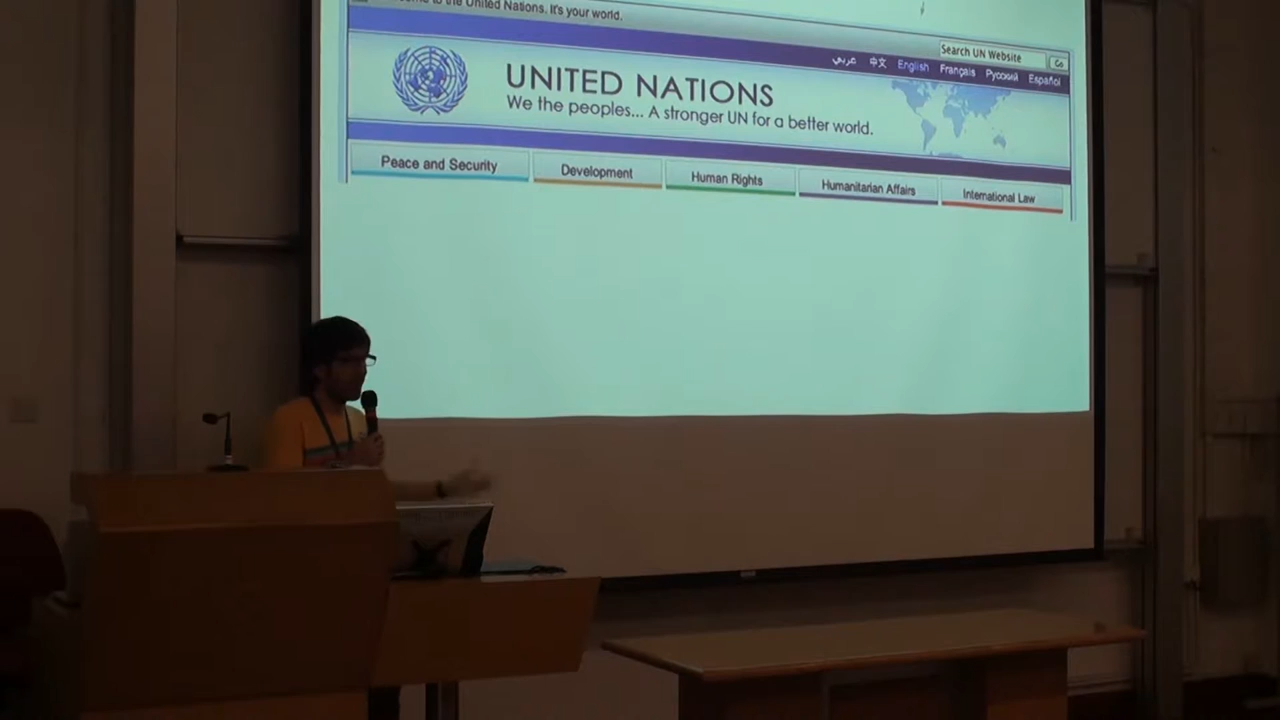 to the United Nations. It's your world.
Search UN Website Go
عربي 中文 English Français Русский Español
UNITED NATIONS
We the peoples... A stronger UN for a better world.
Peace and Security Development Human Rights Humanitarian Affairs International Law